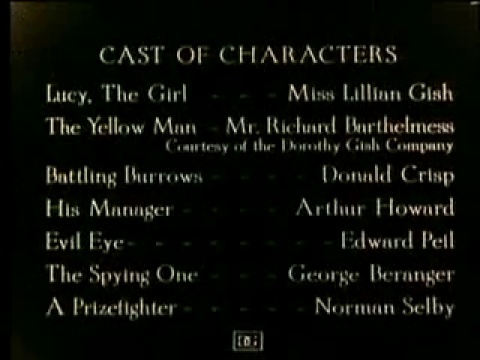 CAST OF CHARACTERS
Lucy, The Girl - - - Miss Lillian Gish
The Yellow Man - Mr. Richard Barthelmess
Courtesy of the Dorothy Gish Company
Battling Burrows - - - - Donald Crisp
His Manager - - - - Arthur Howard
Evil Eye - - - - - - - Edward Peil
The Spying One - - - George Beranger
A Prizefighter - - - - - Norman Selby
DG